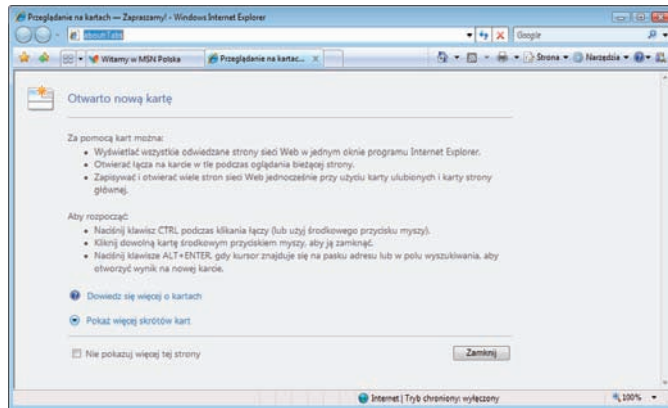 Przeglądanie na kartach — Zapraszamy! - Windows Internet Explorer
about:Tabs
Google
Witamy w MSN Polska
Przeglądanie na kartac...
Strona
Narzędzia
Otwarto nową kartę
Za pomocą kart można:
• Wyświetlać wszystkie odwiedzane strony sieci Web w jednym oknie programu Internet Explorer.
• Otwierać łącza na karcie w tle podczas oglądania bieżącej strony.
• Zapisywać i otwierać wiele stron sieci Web jednocześnie przy użyciu karty ulubionych i karty strony
głównej.
Aby rozpocząć:
• Naciśnij klawisz CTRL podczas klikania łączy (lub użyj środkowego przycisku myszy).
• Kliknij dowolną kartę środkowym przyciskiem myszy, aby ją zamknąć.
• Naciśnij klawisze ALT+ENTER, gdy kursor znajduje się na pasku adresu lub w polu wyszukiwania, aby
otworzyć wynik na nowej karcie.
Dowiedz się więcej o kartach
Pokaż więcej skrótów kart
Nie pokazuj więcej tej strony
Zamknij
Internet | Tryb chroniony: wyłączony
100%